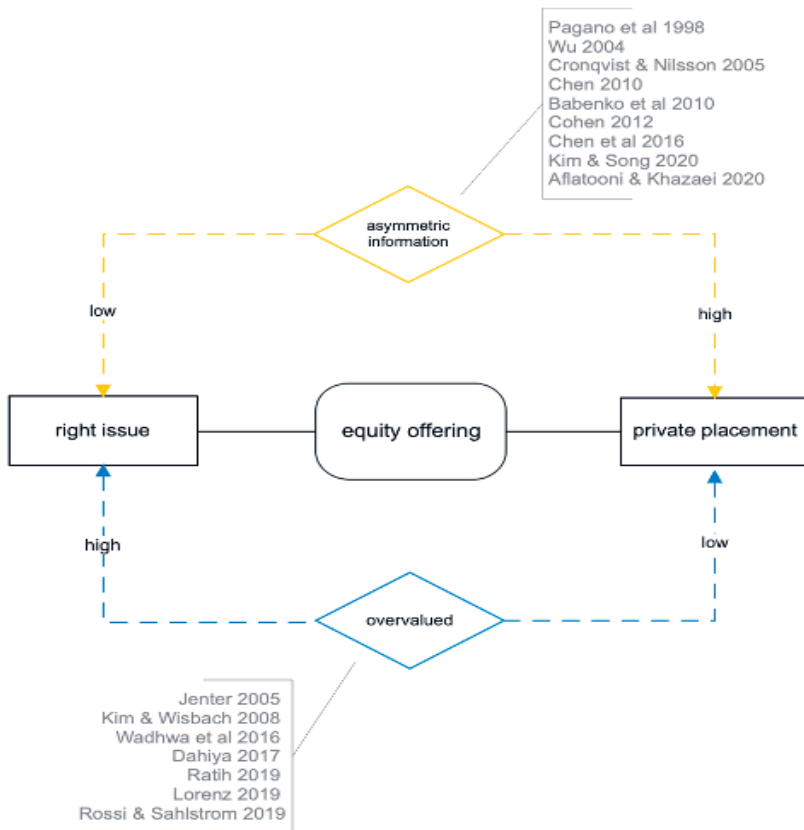 Pagano et al 1998
Wu 2004
Cronqvist & Nilsson 2005
Chen 2010
Babenko et al 2010
Cohen 2012
Chen et al 2016
Kim & Song 2020
Aflatooni & Khazaei 2020
asymmetric
information
low
high
right issue
equity offering
private placement
high
low
overvalued
Jenter 2005
Kim & Wisbach 2008
Wadhwa et al 2016
Dahiya 2017
Ratih 2019
Lorenz 2019
Rossi & Sahlstrom 2019